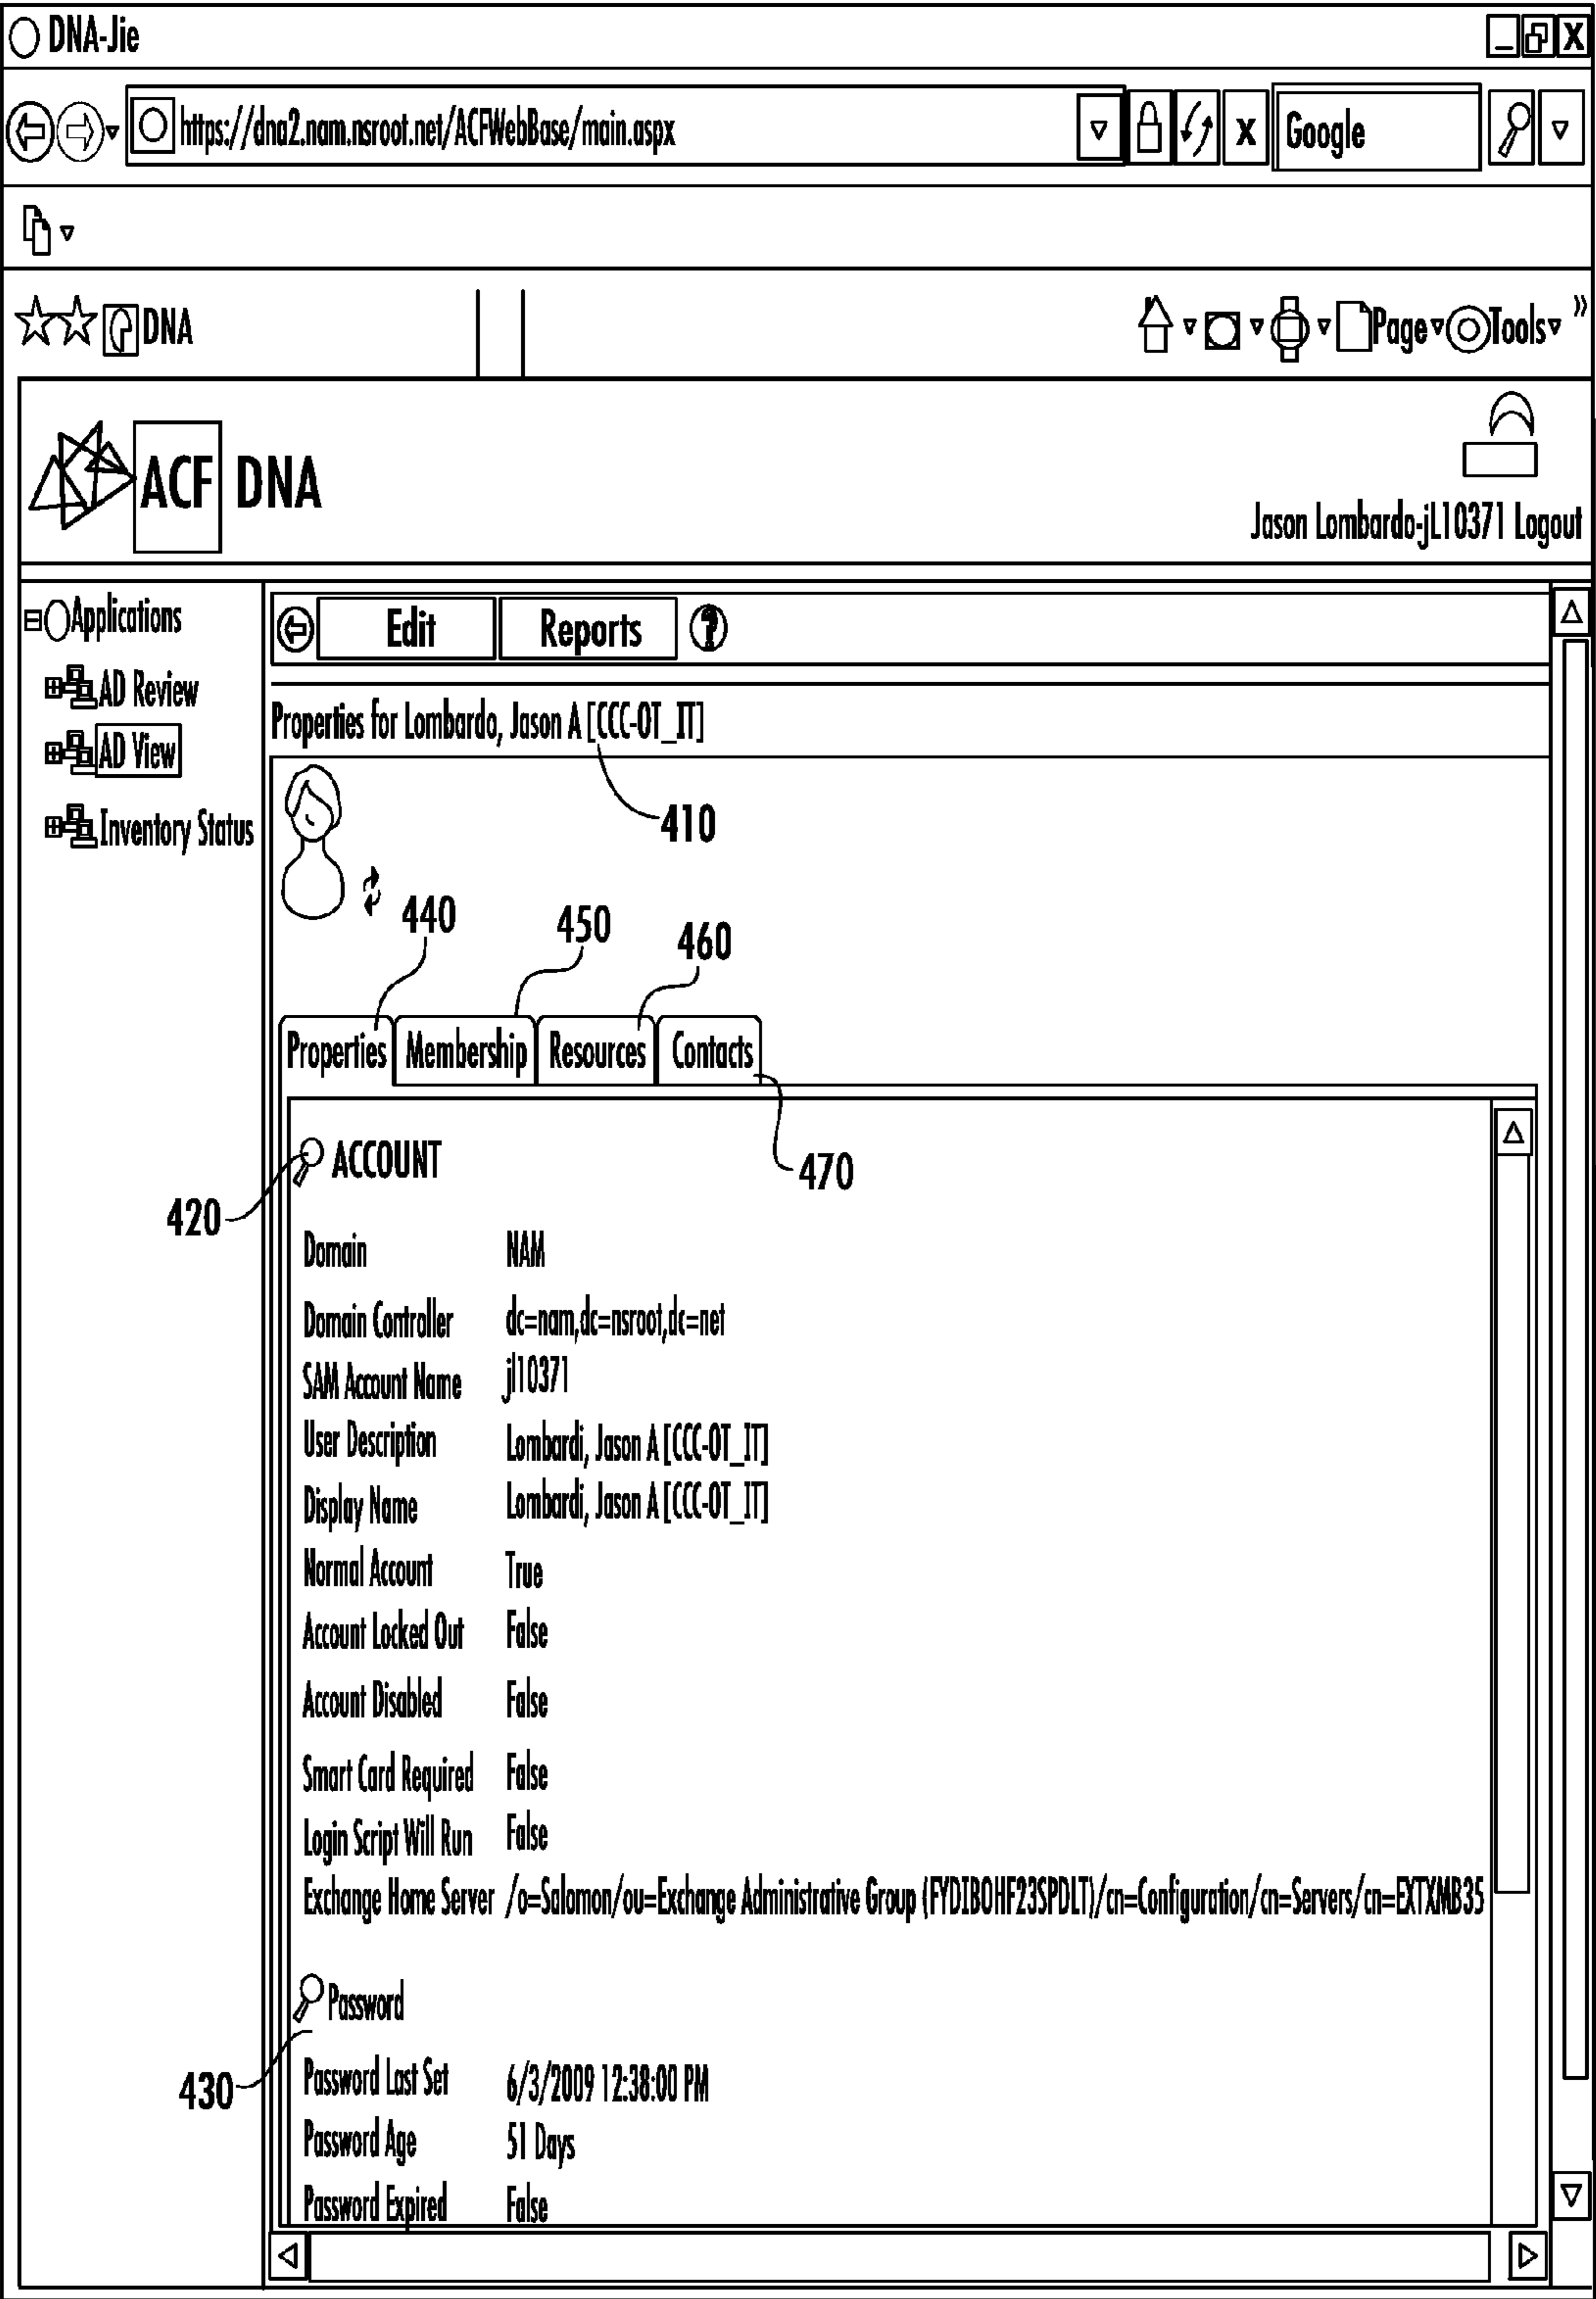 DNA-Jie
https://dna2.nam.nsroot.net/ACFWebBase/main.aspx
X
Google
DNA
Page
Tools
»
ACF DNA
Jason Lombardo-jL10371 Logout
Applications
AD Review
AD View
Inventory Status
Edit
Reports
?
Properties for Lombardo, Jason A [CCC-OT_IT]
410
440
450
460
Properties
Membership
Resources
Contacts
470
ACCOUNT
420
Domain NAM
Domain Controller dc=nam,dc=nsroot,dc=net
SAM Account Name jl10371
User Description Lombardi, Jason A [CCC-OT_IT]
Display Name Lombardi, Jason A [CCC-OT_IT]
Normal Account True
Account Locked Out False
Account Disabled False
Smart Card Required False
Login Script Will Run False
Exchange Home Server /o=Salomon/ou=Exchange Administrative Group (FYDIBOHF23SPDLT)/cn=Configuration/cn=Servers/cn=EXTXMB35
Password
430
Password Last Set 6/3/2009 12:38:00 PM
Password Age 51 Days
Password Expired False